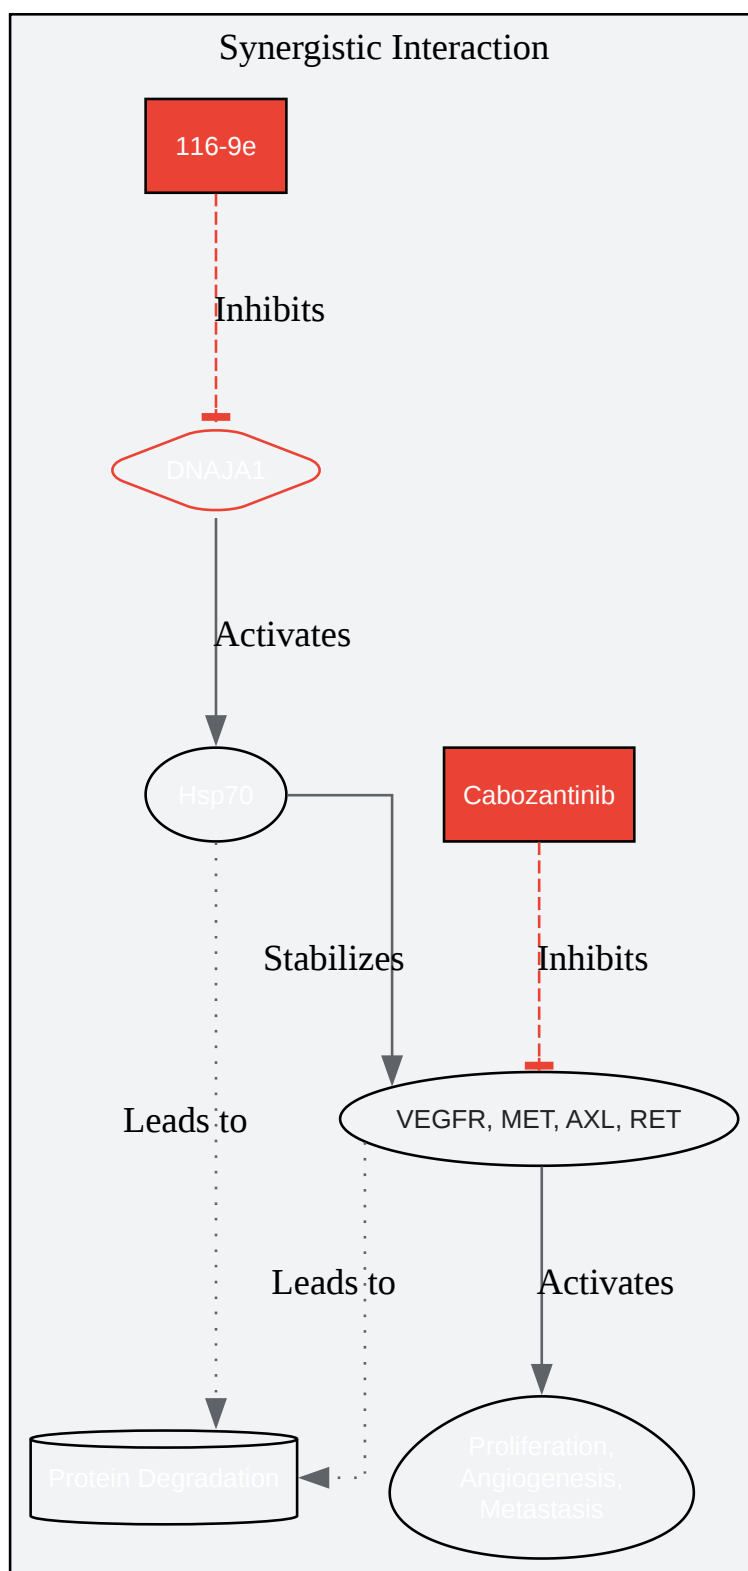 Synergistic Interaction
116-9e
Inhibits
DNAJA1
Activates
Hsp70
Cabozantinib
Stabilizes
Inhibits
Leads to
VEGFR, MET, AXL, RET
Leads to
Activates
Protein Degradation
Proliferation,
Angiogenesis,
Metastasis